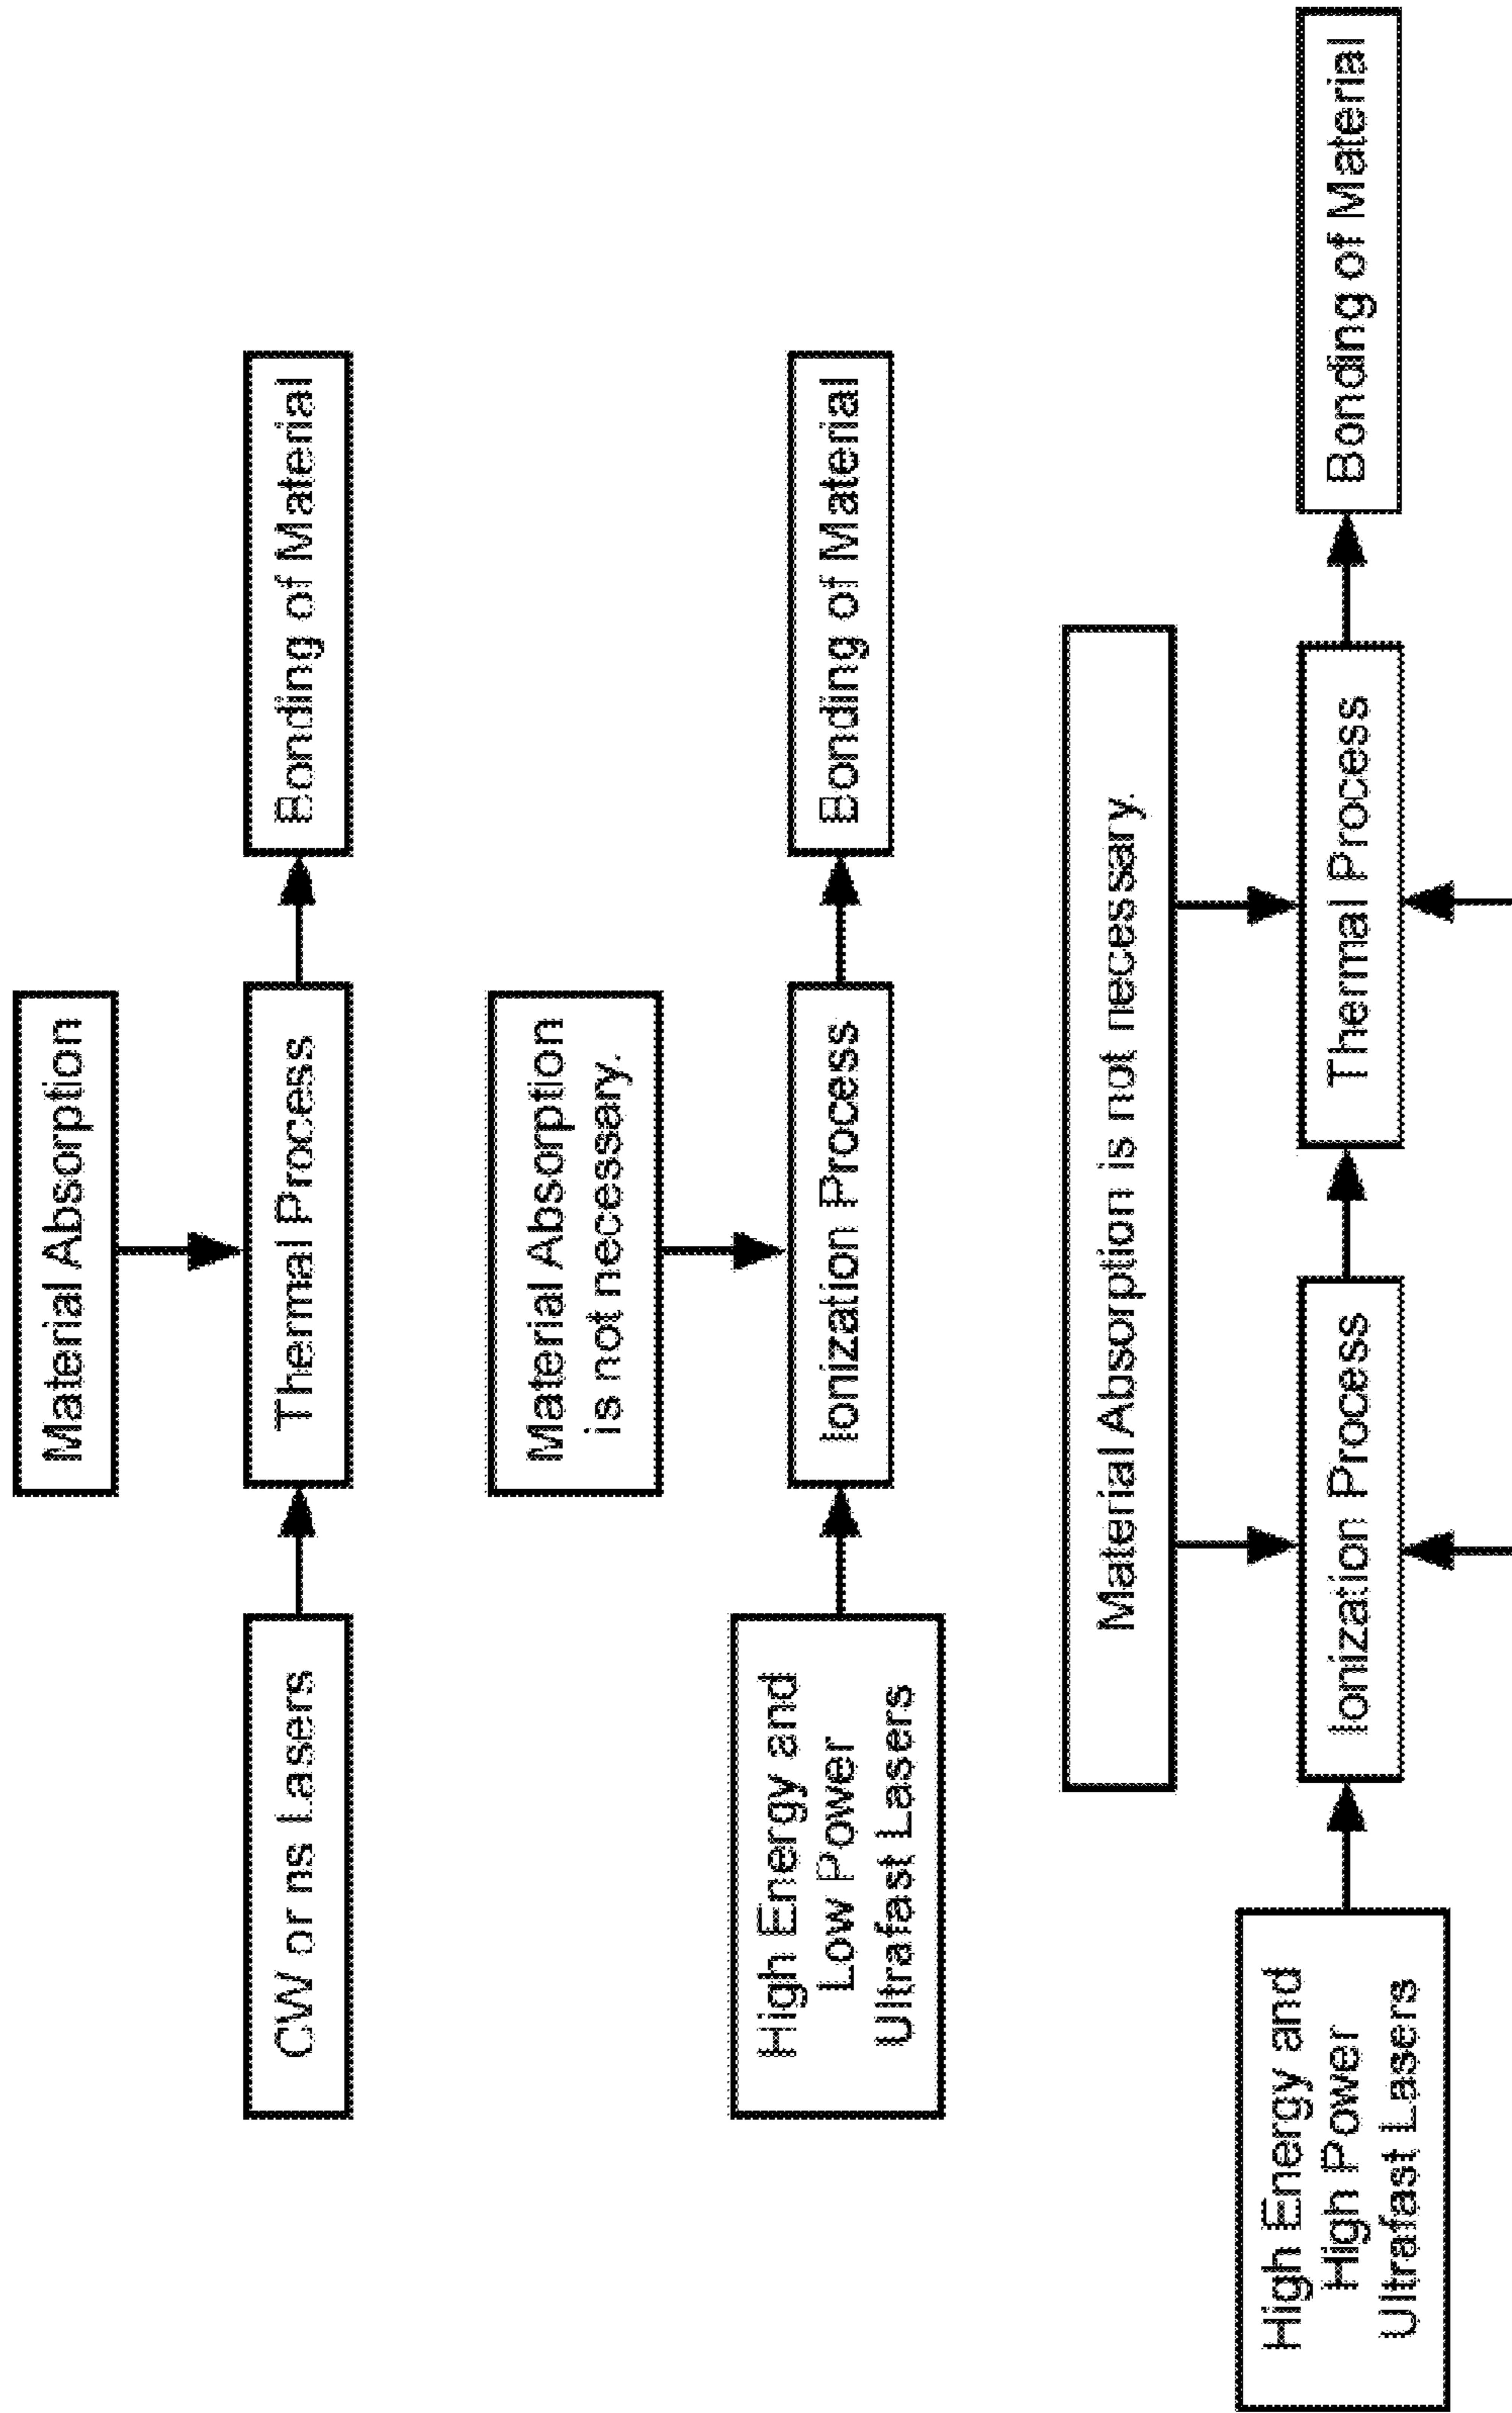 Material Absorption
CW or ns Lasers
Thermal Process
Bonding of Material
Material Absorption
is not necessary.
High Energy and
Low Power
Ultrafast Lasers
Ionization Process
Bonding of Material
Material Absorption is not necessary.
High Energy and
High Power
Ultrafast Lasers
Ionization Process
Thermal Process
Bonding of Material